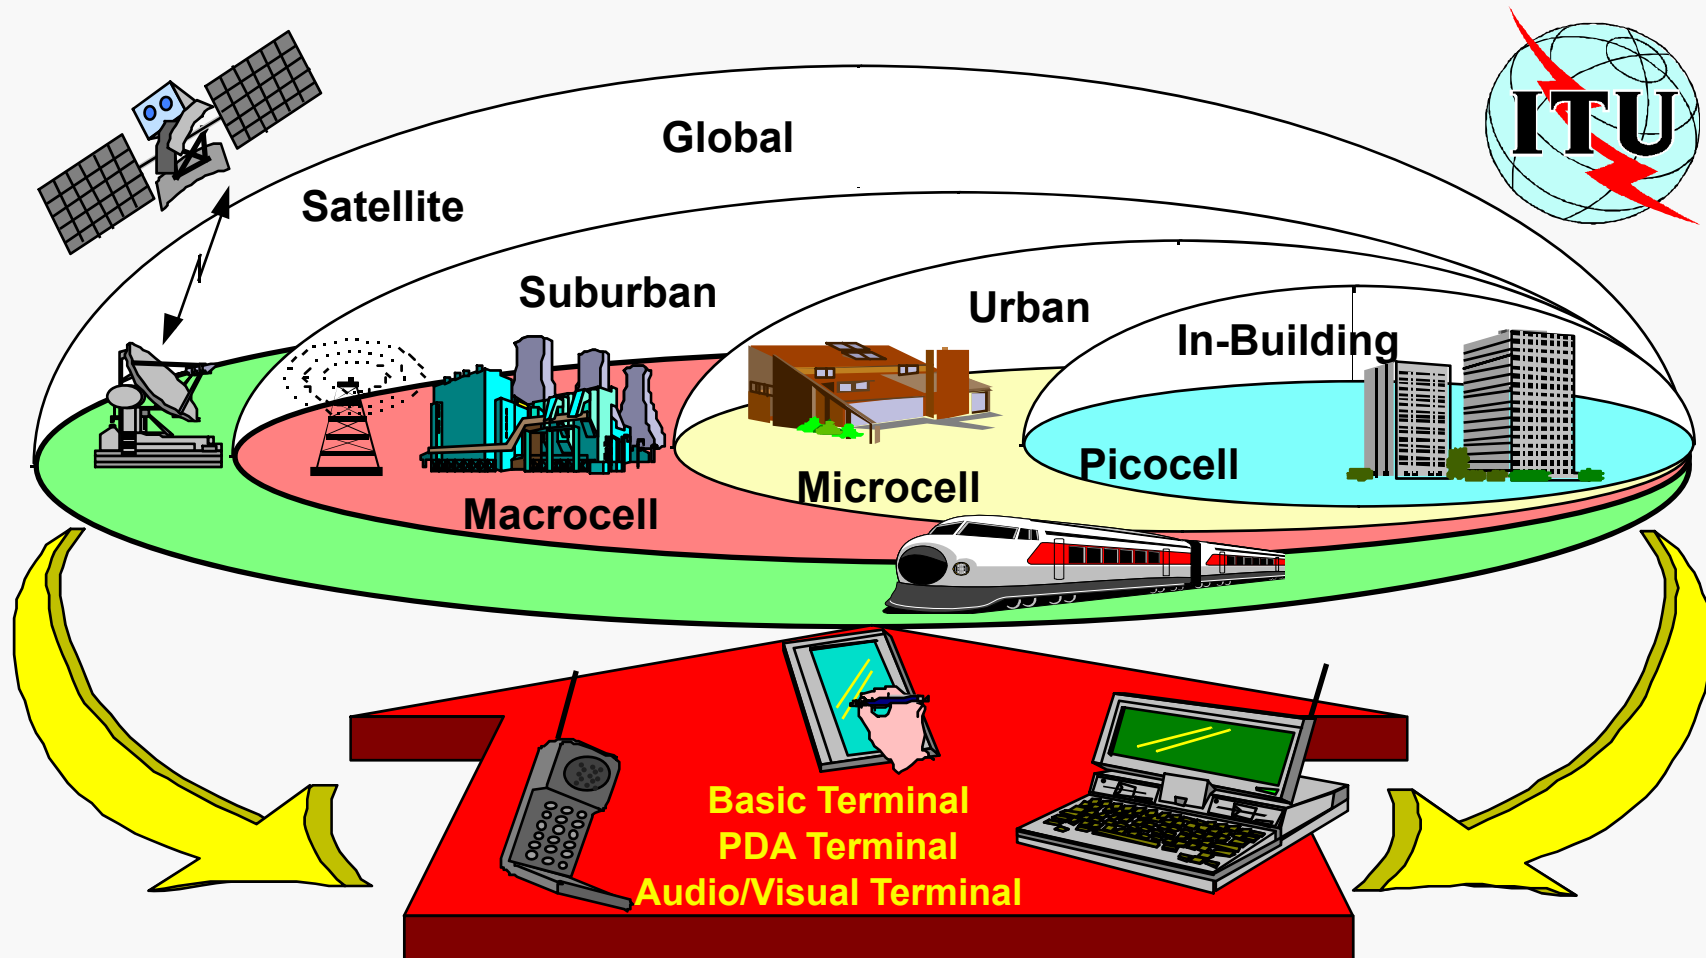 ITU
Global
Satellite
Suburban
Urban
In-Building
Picocell
Microcell
Macrocell
Basic Terminal
PDA Terminal
Audio/Visual Terminal